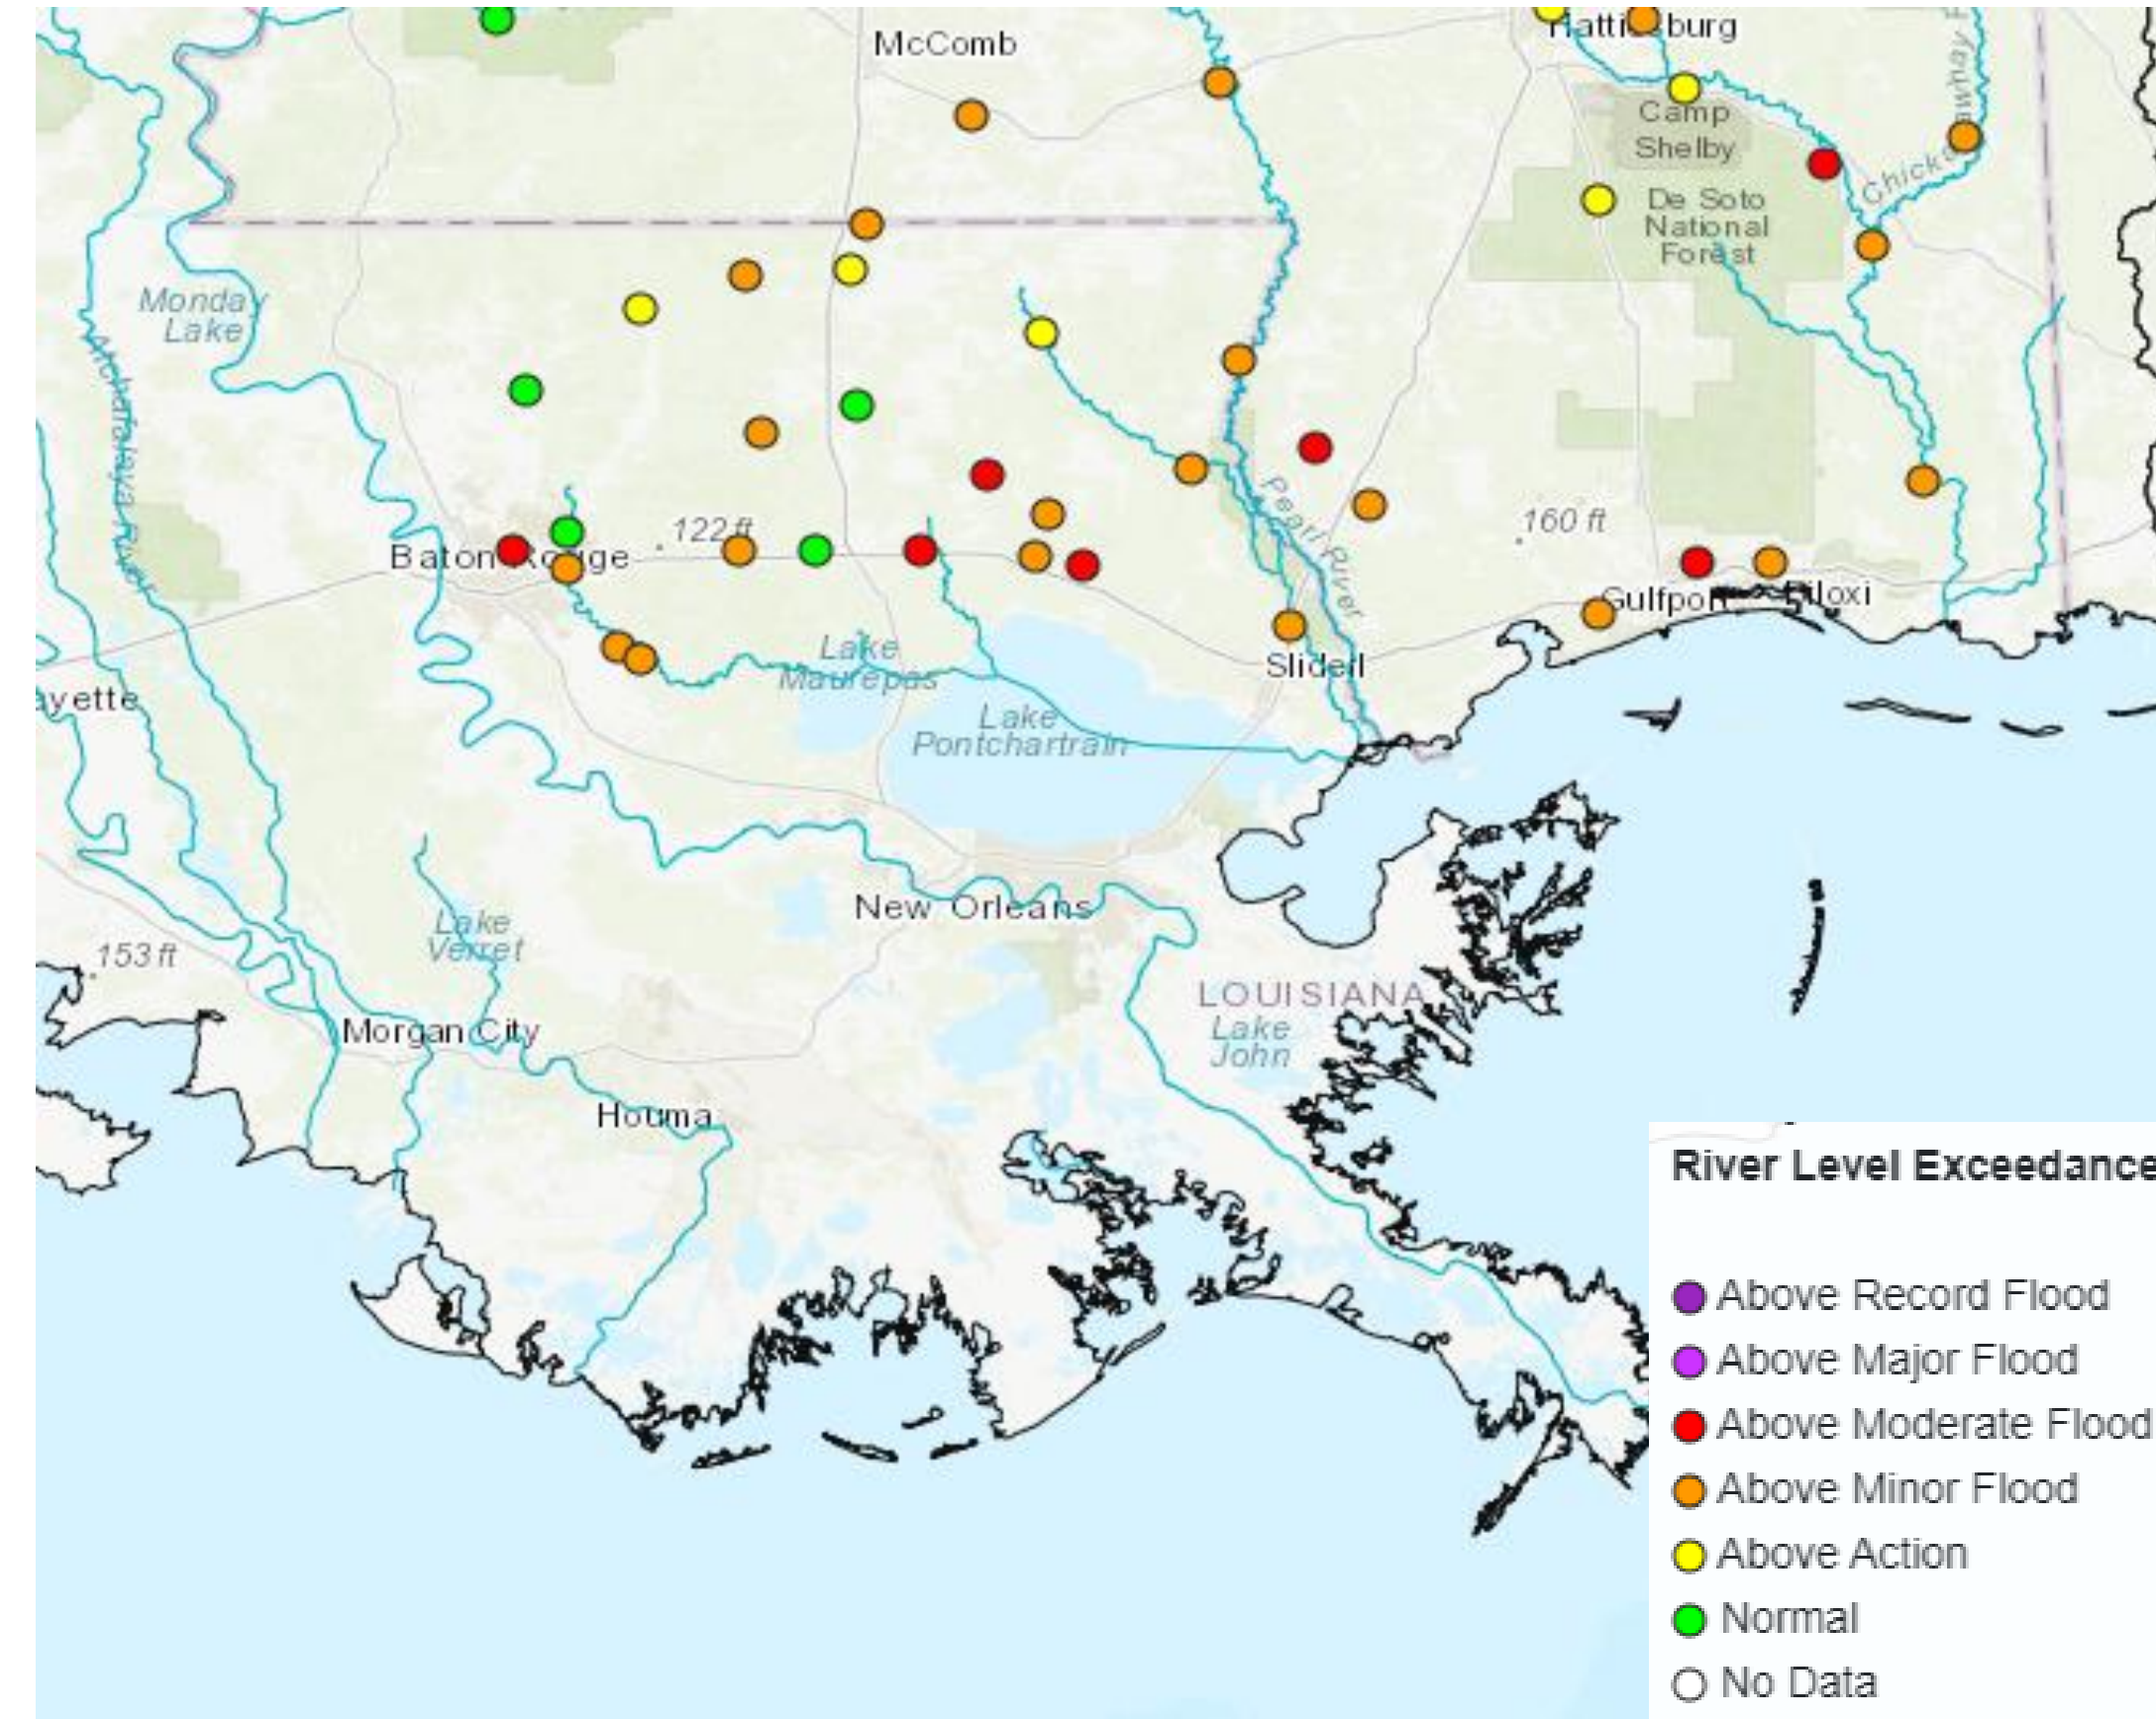 McComb
Hattiesburg
Camp
Shelby
De Soto
National
Forest
Monday
Lake
Atchafalaya River
Baton Rouge
122 ft
Pearl River
160 ft
Gulfport
Biloxi
Slidell
Lake
Maurepas
Lake
Pontchartrain
ayette
New Orleans
Lake
Verret
153 ft
LOUISIANA
Lake
John
Morgan City
Houma
River Level Exceedance
Above Record Flood
Above Major Flood
Above Moderate Flood
Above Minor Flood
Above Action
Normal
No Data